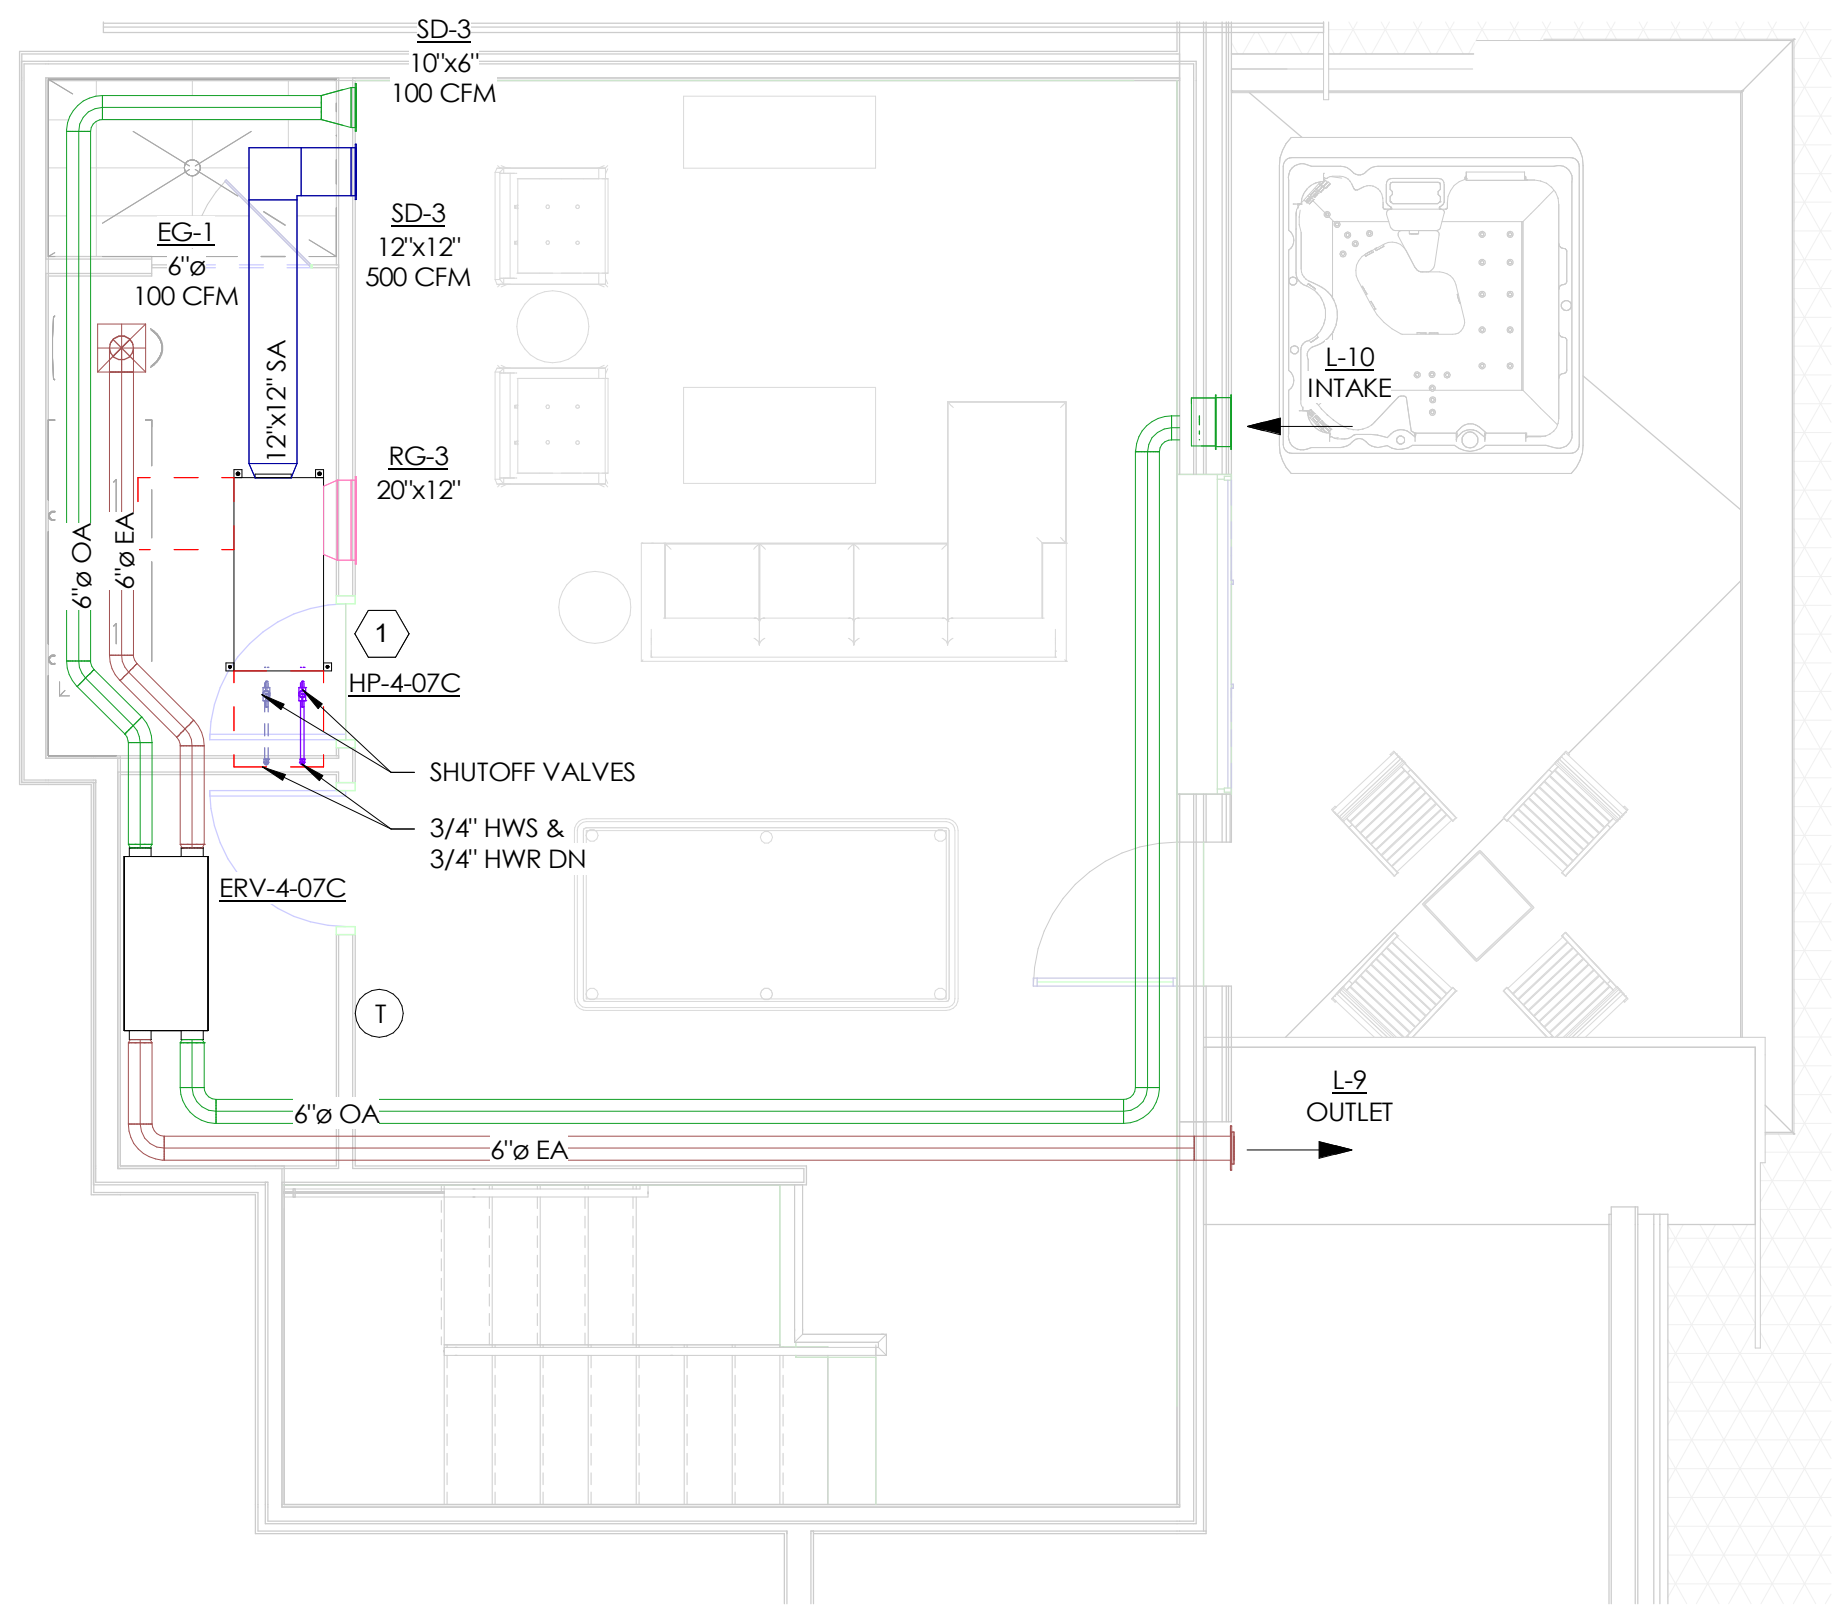 SD-3
10"x6"
100 CFM
SD-3
12"x12"
500 CFM
EG-1
6"ø
100 CFM
12"x12" SA
L-10
INTAKE
RG-3
20"x12"
6"ø OA
6"ø EA
1
HP-4-07C
SHUTOFF VALVES
3/4" HWS &
3/4" HWR DN
ERV-4-07C
T
L-9
OUTLET
6"ø OA
6"ø EA